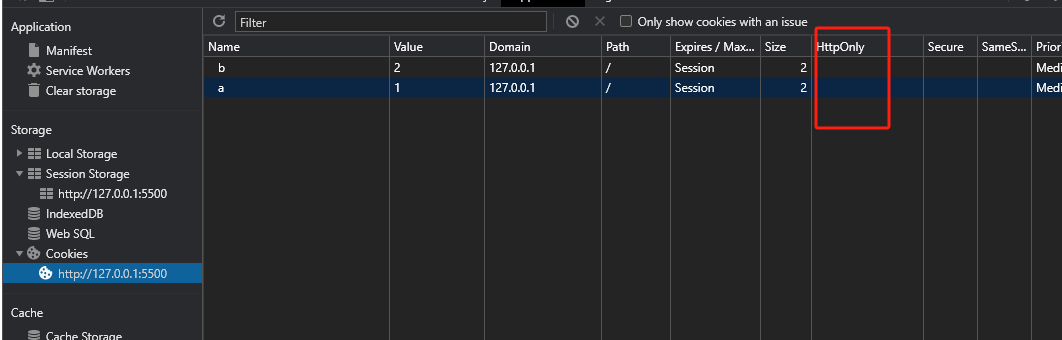 Application
Manifest
Service Workers
Clear storage
Storage
Local Storage
Session Storage
http://127.0.0.1:5500
IndexedDB
Web SQL
Cookies
http://127.0.0.1:5500
Cache
Cache Storage
Filter
Only show cookies with an issue
Name Value Domain Path Expires / Max... Size HttpOnly Secure SameS... Prior
b 2 127.0.0.1 / Session 2 Medi
a 1 127.0.0.1 / Session 2 Medi